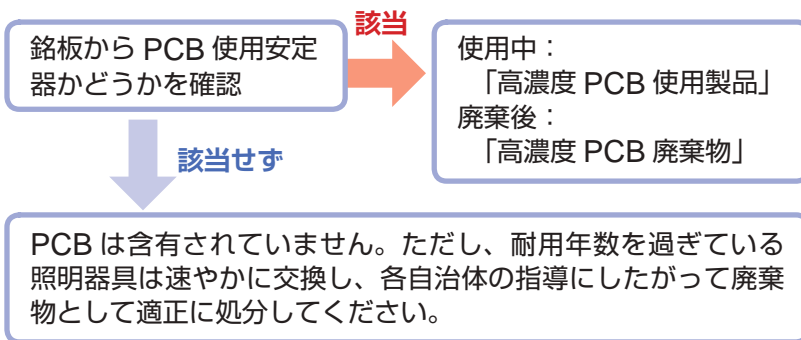 銘板から PCB 使用安定
器かどうかを確認
該当
使用中：
「高濃度 PCB 使用製品」
廃棄後：
「高濃度 PCB 廃棄物」
該当せず
PCB は含有されていません。ただし、耐用年数を過ぎている
照明器具は速やかに交換し、各自治体の指導にしたがって廃棄
物として適正に処分してください。